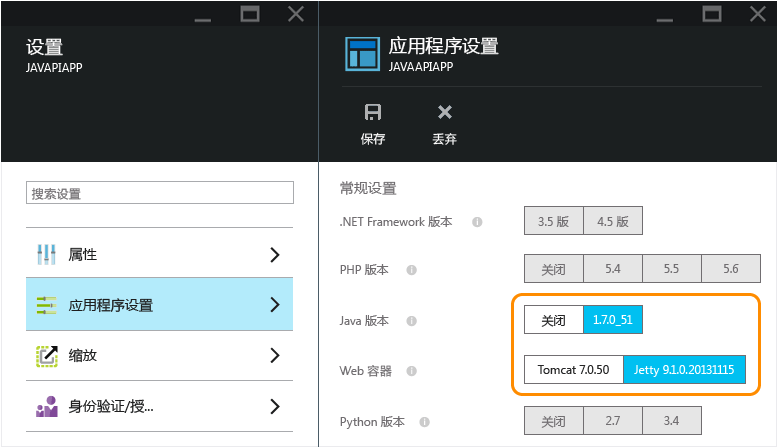 设置
JAVAPIAPP
搜索设置
属性
应用程序设置
缩放
身份验证/授...
应用程序设置
JAVAAPIAPP
保存 丢弃
常规设置
.NET Framework 版本 3.5 版 4.5 版
PHP 版本 关闭 5.4 5.5 5.6
Java 版本 关闭 1.7.0_51
Web 容器 Tomcat 7.0.50 Jetty 9.1.0.20131115
Python 版本 关闭 2.7 3.4